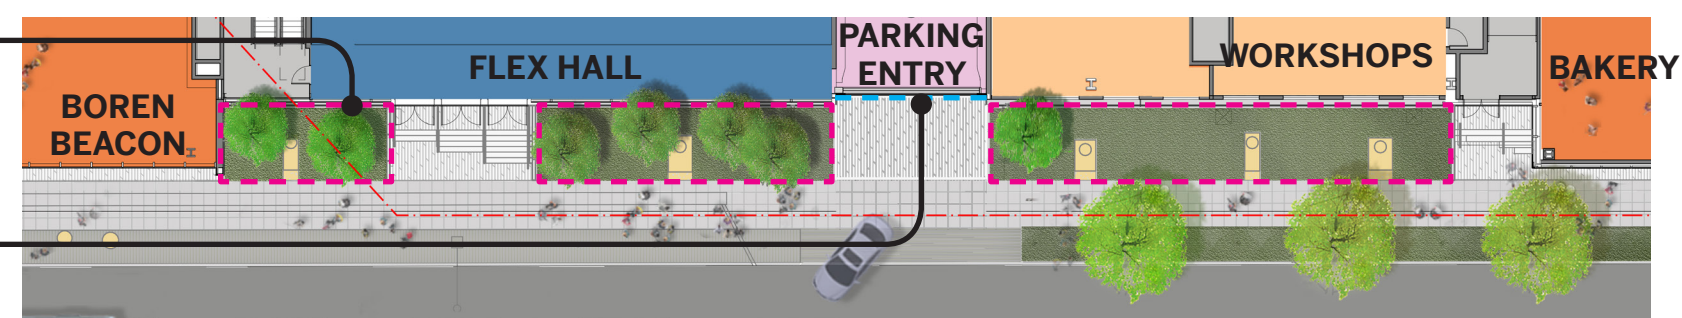 BOREN
BEACON
FLEX HALL
PARKING
ENTRY
WORKSHOPS
BAKERY